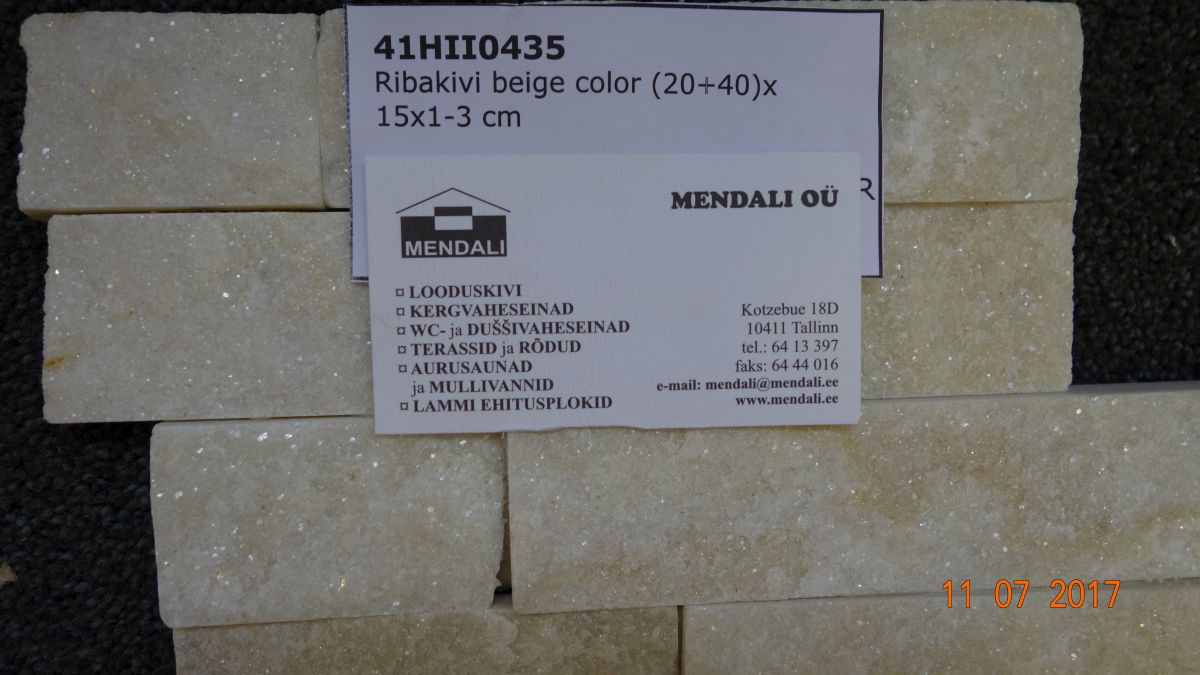 41HII0435
Ribakivi beige color (20+40)x
15x1-3 cm
R
MENDALI
MENDALI OÜ
¤ LOODUSKIVI
¤ KERGVAHESEINAD
¤ WC- ja DUŠŠIVAHESEINAD
¤ TERASSID ja RÕDUD
¤ AURUSAUNAD
ja MULLIVANNID
¤ LAMMI EHITUSPLOKID
Kotzebue 18D
10411 Tallinn
tel.: 64 13 397
faks: 64 44 016
e-mail: mendali@mendali.ee
www.mendali.ee
11 07 2017